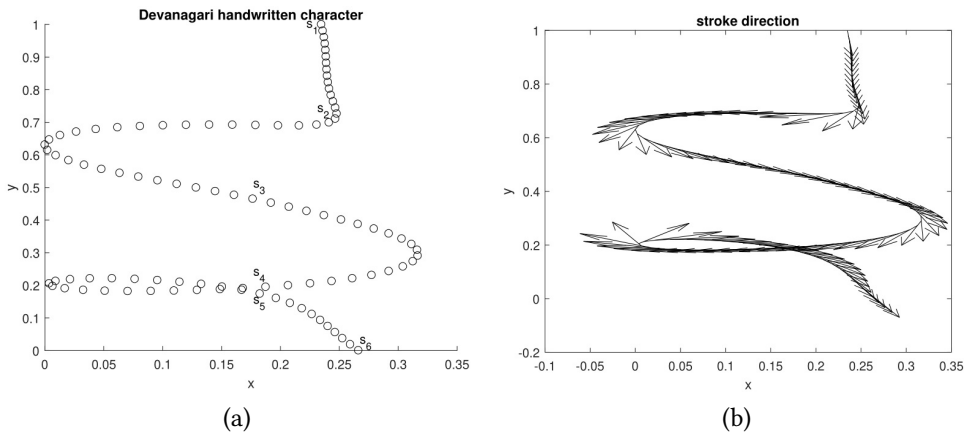 Devanagari handwritten character
1
0.9
0.8
0.7
0.6
0.5
0.4
0.3
0.2
0.1
0
y
s1
s2
s3
s4
s5
s6
0 0.05 0.1 0.15 0.2 0.25 0.3 0.35
x
(a)
stroke direction
1
0.8
0.6
0.4
0.2
0
-0.2
y
-0.1 -0.05 0 0.05 0.1 0.15 0.2 0.25 0.3 0.35
x
(b)